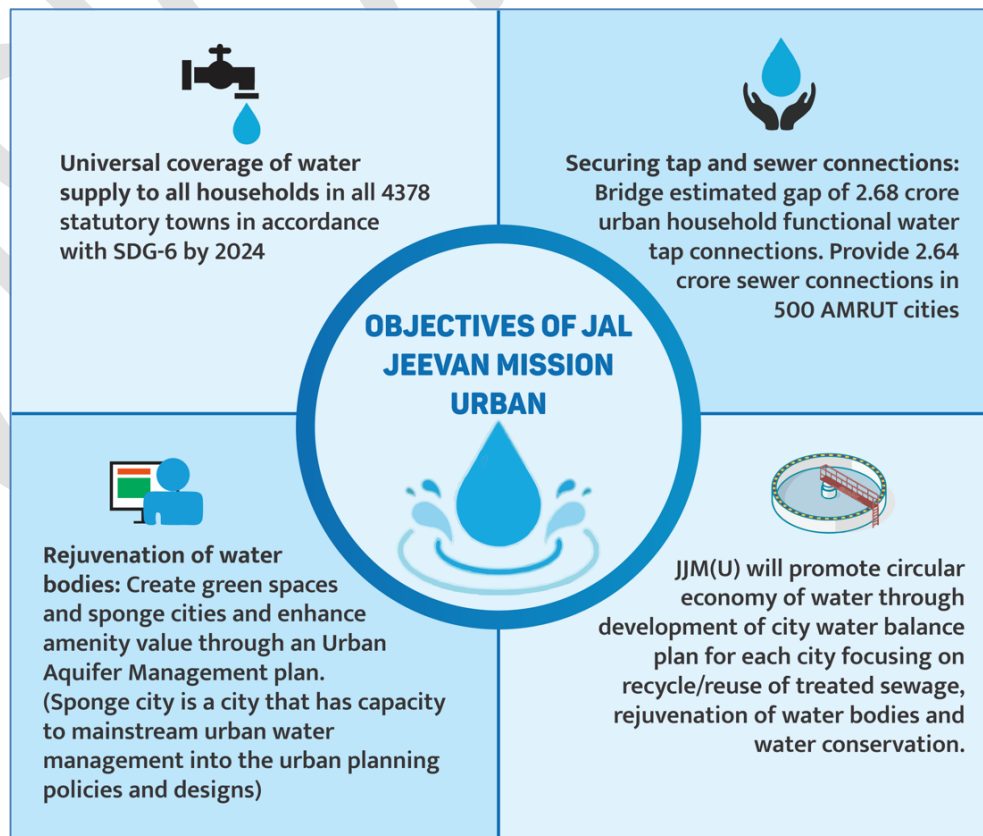 Universal coverage of water
supply to all households in all 4378
statutory towns in accordance
with SDG-6 by 2024
Securing tap and sewer connections:
Bridge estimated gap of 2.68 crore
urban household functional water
tap connections. Provide 2.64
crore sewer connections in
500 AMRUT cities
OBJECTIVES OF JAL
JEEVAN MISSION
URBAN
Rejuvenation of water
bodies: Create green spaces
and sponge cities and enhance
amenity value through an Urban
Aquifer Management plan.
(Sponge city is a city that has capacity
to mainstream urban water
management into the urban planning
policies and designs)
JJM(U) will promote circular
economy of water through
development of city water balance
plan for each city focusing on
recycle/reuse of treated sewage,
rejuvenation of water bodies and
water conservation.